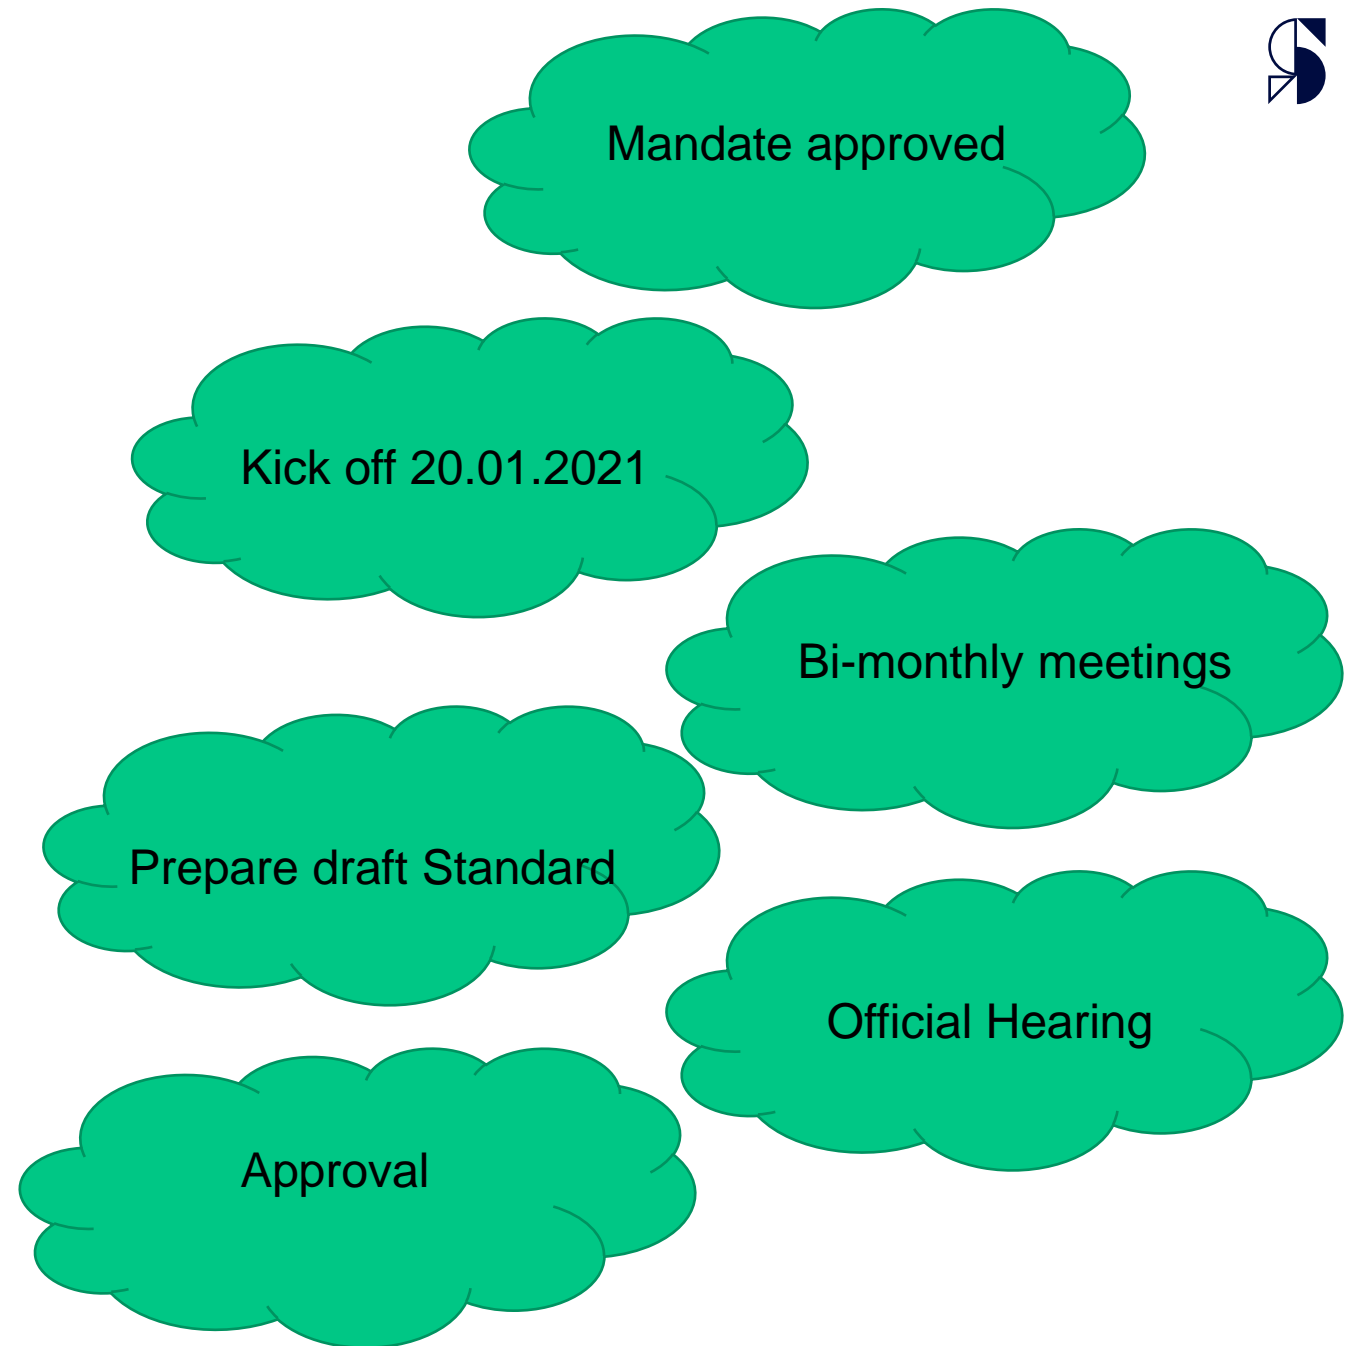 Mandate approved
Kick off 20.01.2021
Bi-monthly meetings
Prepare draft Standard
Official Hearing
Approval